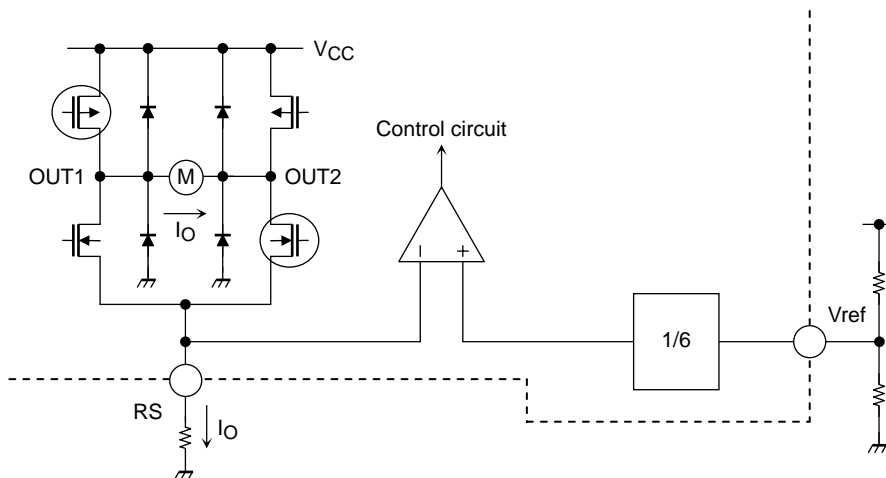 VCC
Control circuit
OUT1
M
OUT2
IO
− +
1/6
Vref
RS
IO